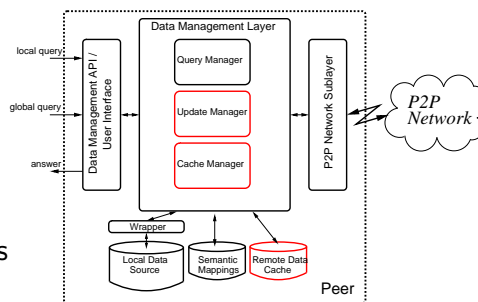 Data Management Layer
local query
global query
answer
Data Management API /
User Interface
Query Manager
Update Manager
Cache Manager
P2P Network Sublayer
P2P
Network
Wrapper
Local Data
Source
Semantic
Mappings
Remote Data
Cache
s
Peer